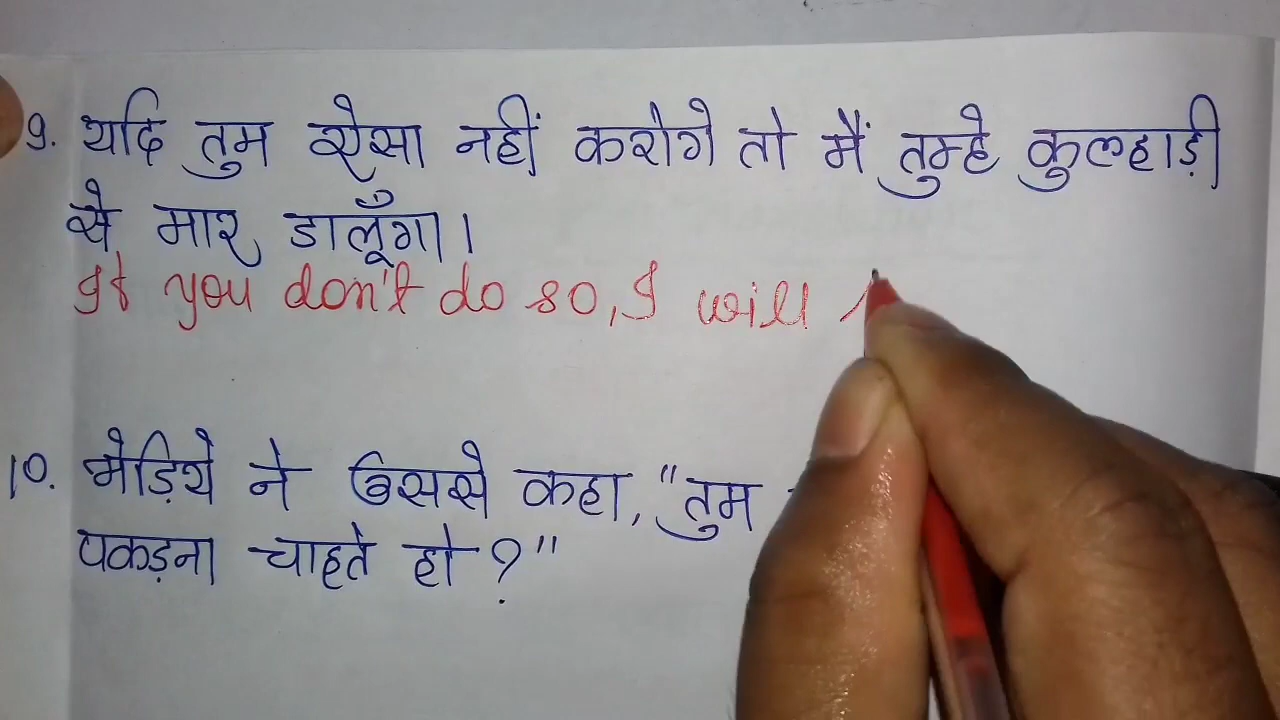 9. यदि तुम ऐसा नहीं करोगे तो मैं तुम्हे कुल्हाड़ी
से मार डालूँगा।
If you don't do so, I will
10. भेड़िये ने उससे कहा, "तुम
पकड़ना चाहते हो ?"